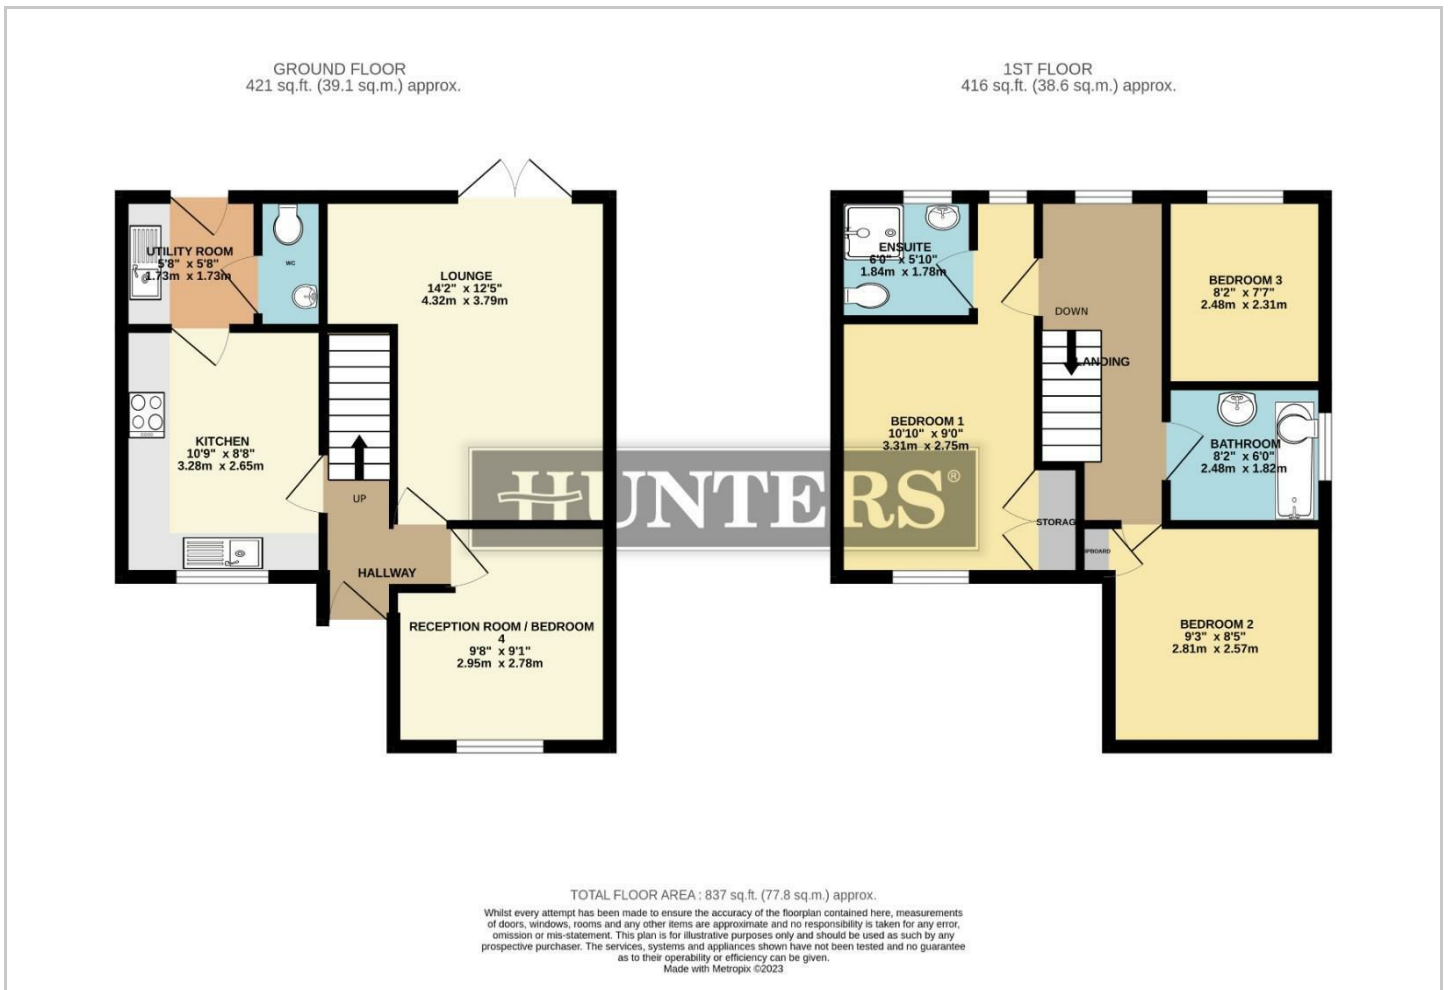 GROUND FLOOR
421 sq.ft. (39.1 sq.m.) approx.
1ST FLOOR
416 sq.ft. (38.6 sq.m.) approx.
UTILITY ROOM
5'8" x 5'8"
1.73m x 1.73m
WC
LOUNGE
14'2" x 12'5"
4.32m x 3.79m
KITCHEN
10'9" x 8'8"
3.28m x 2.65m
UP
HALLWAY
RECEPTION ROOM / BEDROOM
4
9'8" x 9'1"
2.95m x 2.78m
ENSUITE
6'0" x 5'10"
1.84m x 1.78m
DOWN
LANDING
BEDROOM 3
8'2" x 7'7"
2.48m x 2.31m
BEDROOM 1
10'10" x 9'0"
3.31m x 2.75m
BATHROOM
8'2" x 6'0"
2.48m x 1.82m
STORAG
PBOARD
BEDROOM 2
9'3" x 8'5"
2.81m x 2.57m
HUNTERS®
TOTAL FLOOR AREA : 837 sq.ft. (77.8 sq.m.) approx.
Whilst every attempt has been made to ensure the accuracy of the floorplan contained here, measurements
of doors, windows, rooms and any other items are approximate and no responsibility is taken for any error,
omission or mis-statement. This plan is for illustrative purposes only and should be used as such by any
prospective purchaser. The services, systems and appliances shown have not been tested and no guarantee
as to their operability or efficiency can be given.
Made with Metropix ©2023